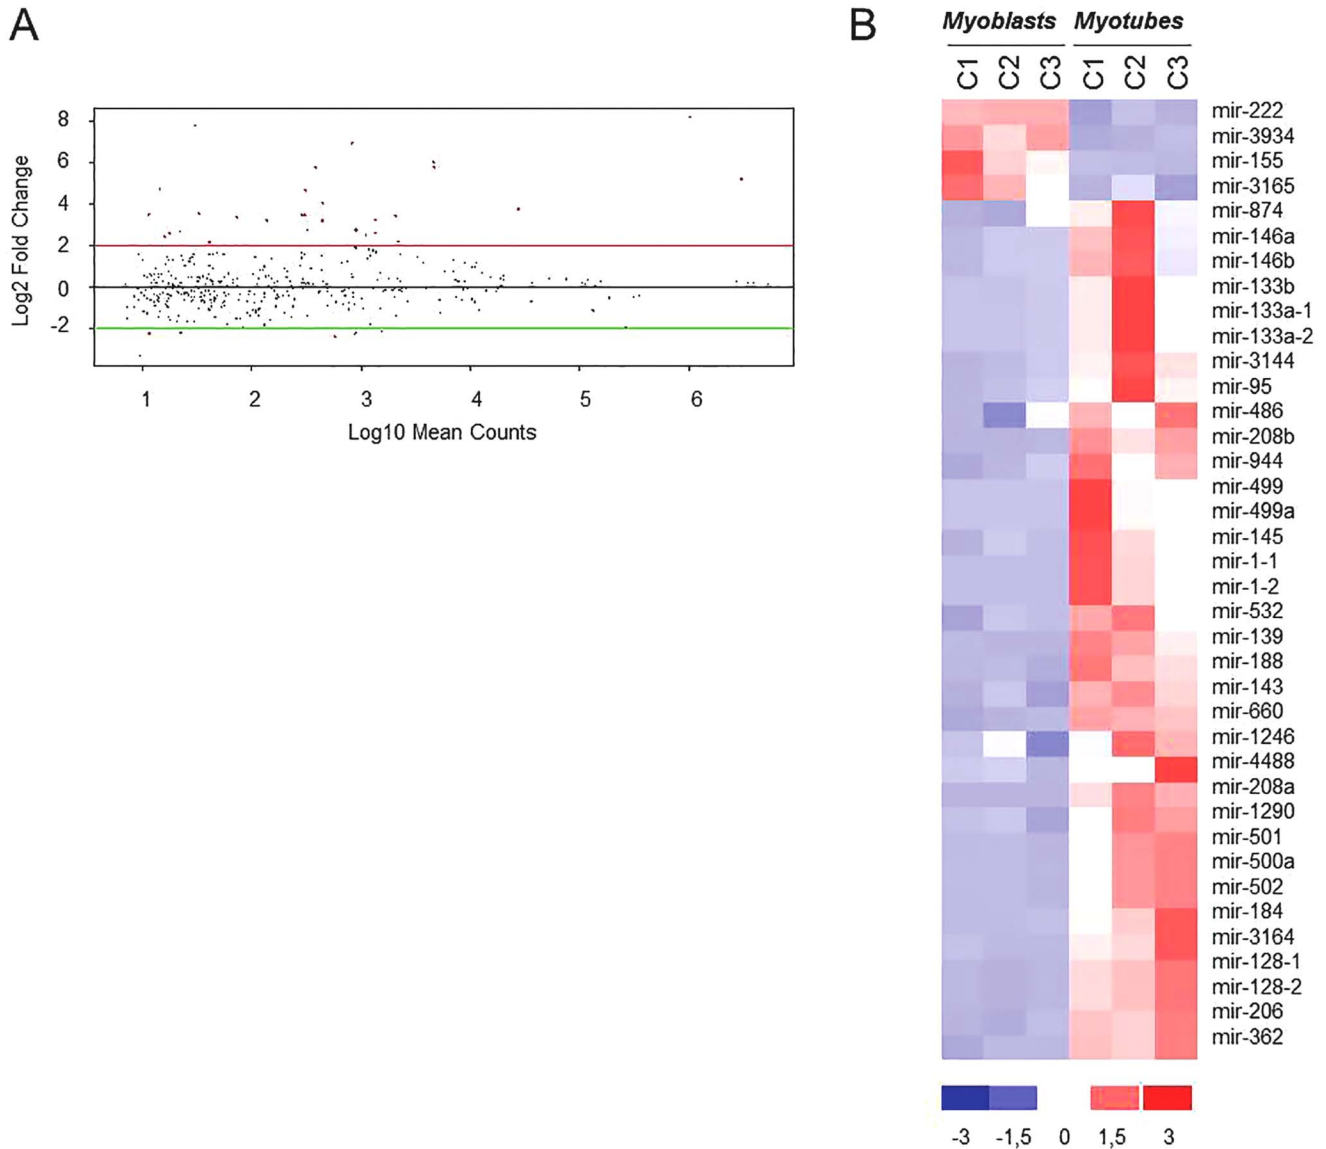 A
8
6
4
2
0
-2
Log2 Fold Change
1 2 3 4 5 6
Log10 Mean Counts
B
Myoblasts Myotubes
C1 C2 C3 C1 C2 C3
mir-222
mir-3934
mir-155
mir-3165
mir-874
mir-146a
mir-146b
mir-133b
mir-133a-1
mir-133a-2
mir-3144
mir-95
mir-486
mir-208b
mir-944
mir-499
mir-499a
mir-145
mir-1-1
mir-1-2
mir-532
mir-139
mir-188
mir-143
mir-660
mir-1246
mir-4488
mir-208a
mir-1290
mir-501
mir-500a
mir-502
mir-184
mir-3164
mir-128-1
mir-128-2
mir-206
mir-362
-3 -1,5 0 1,5 3